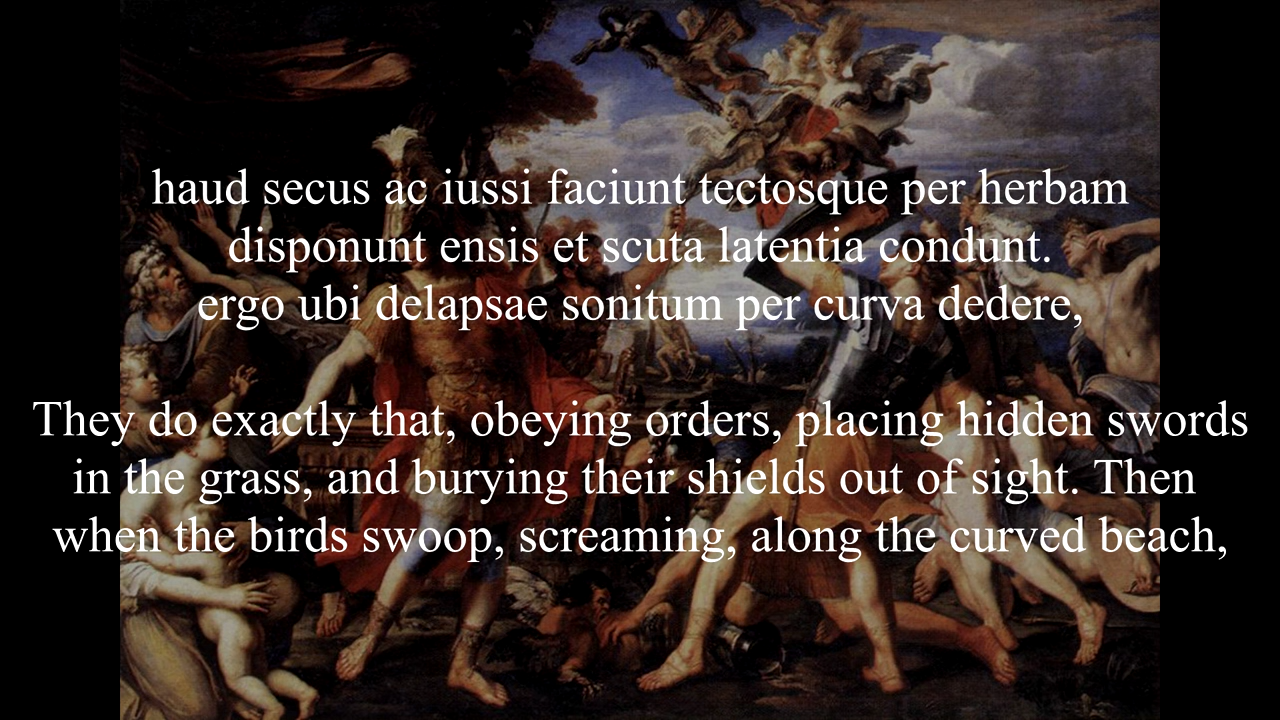 haud secus ac iussi faciunt tectosque per herbam
disponunt ensis et scuta latentia condunt.
ergo ubi delapsae sonitum per curva dedere,
They do exactly that, obeying orders, placing hidden swords
in the grass, and burying their shields out of sight. Then
when the birds swoop, screaming, along the curved beach,